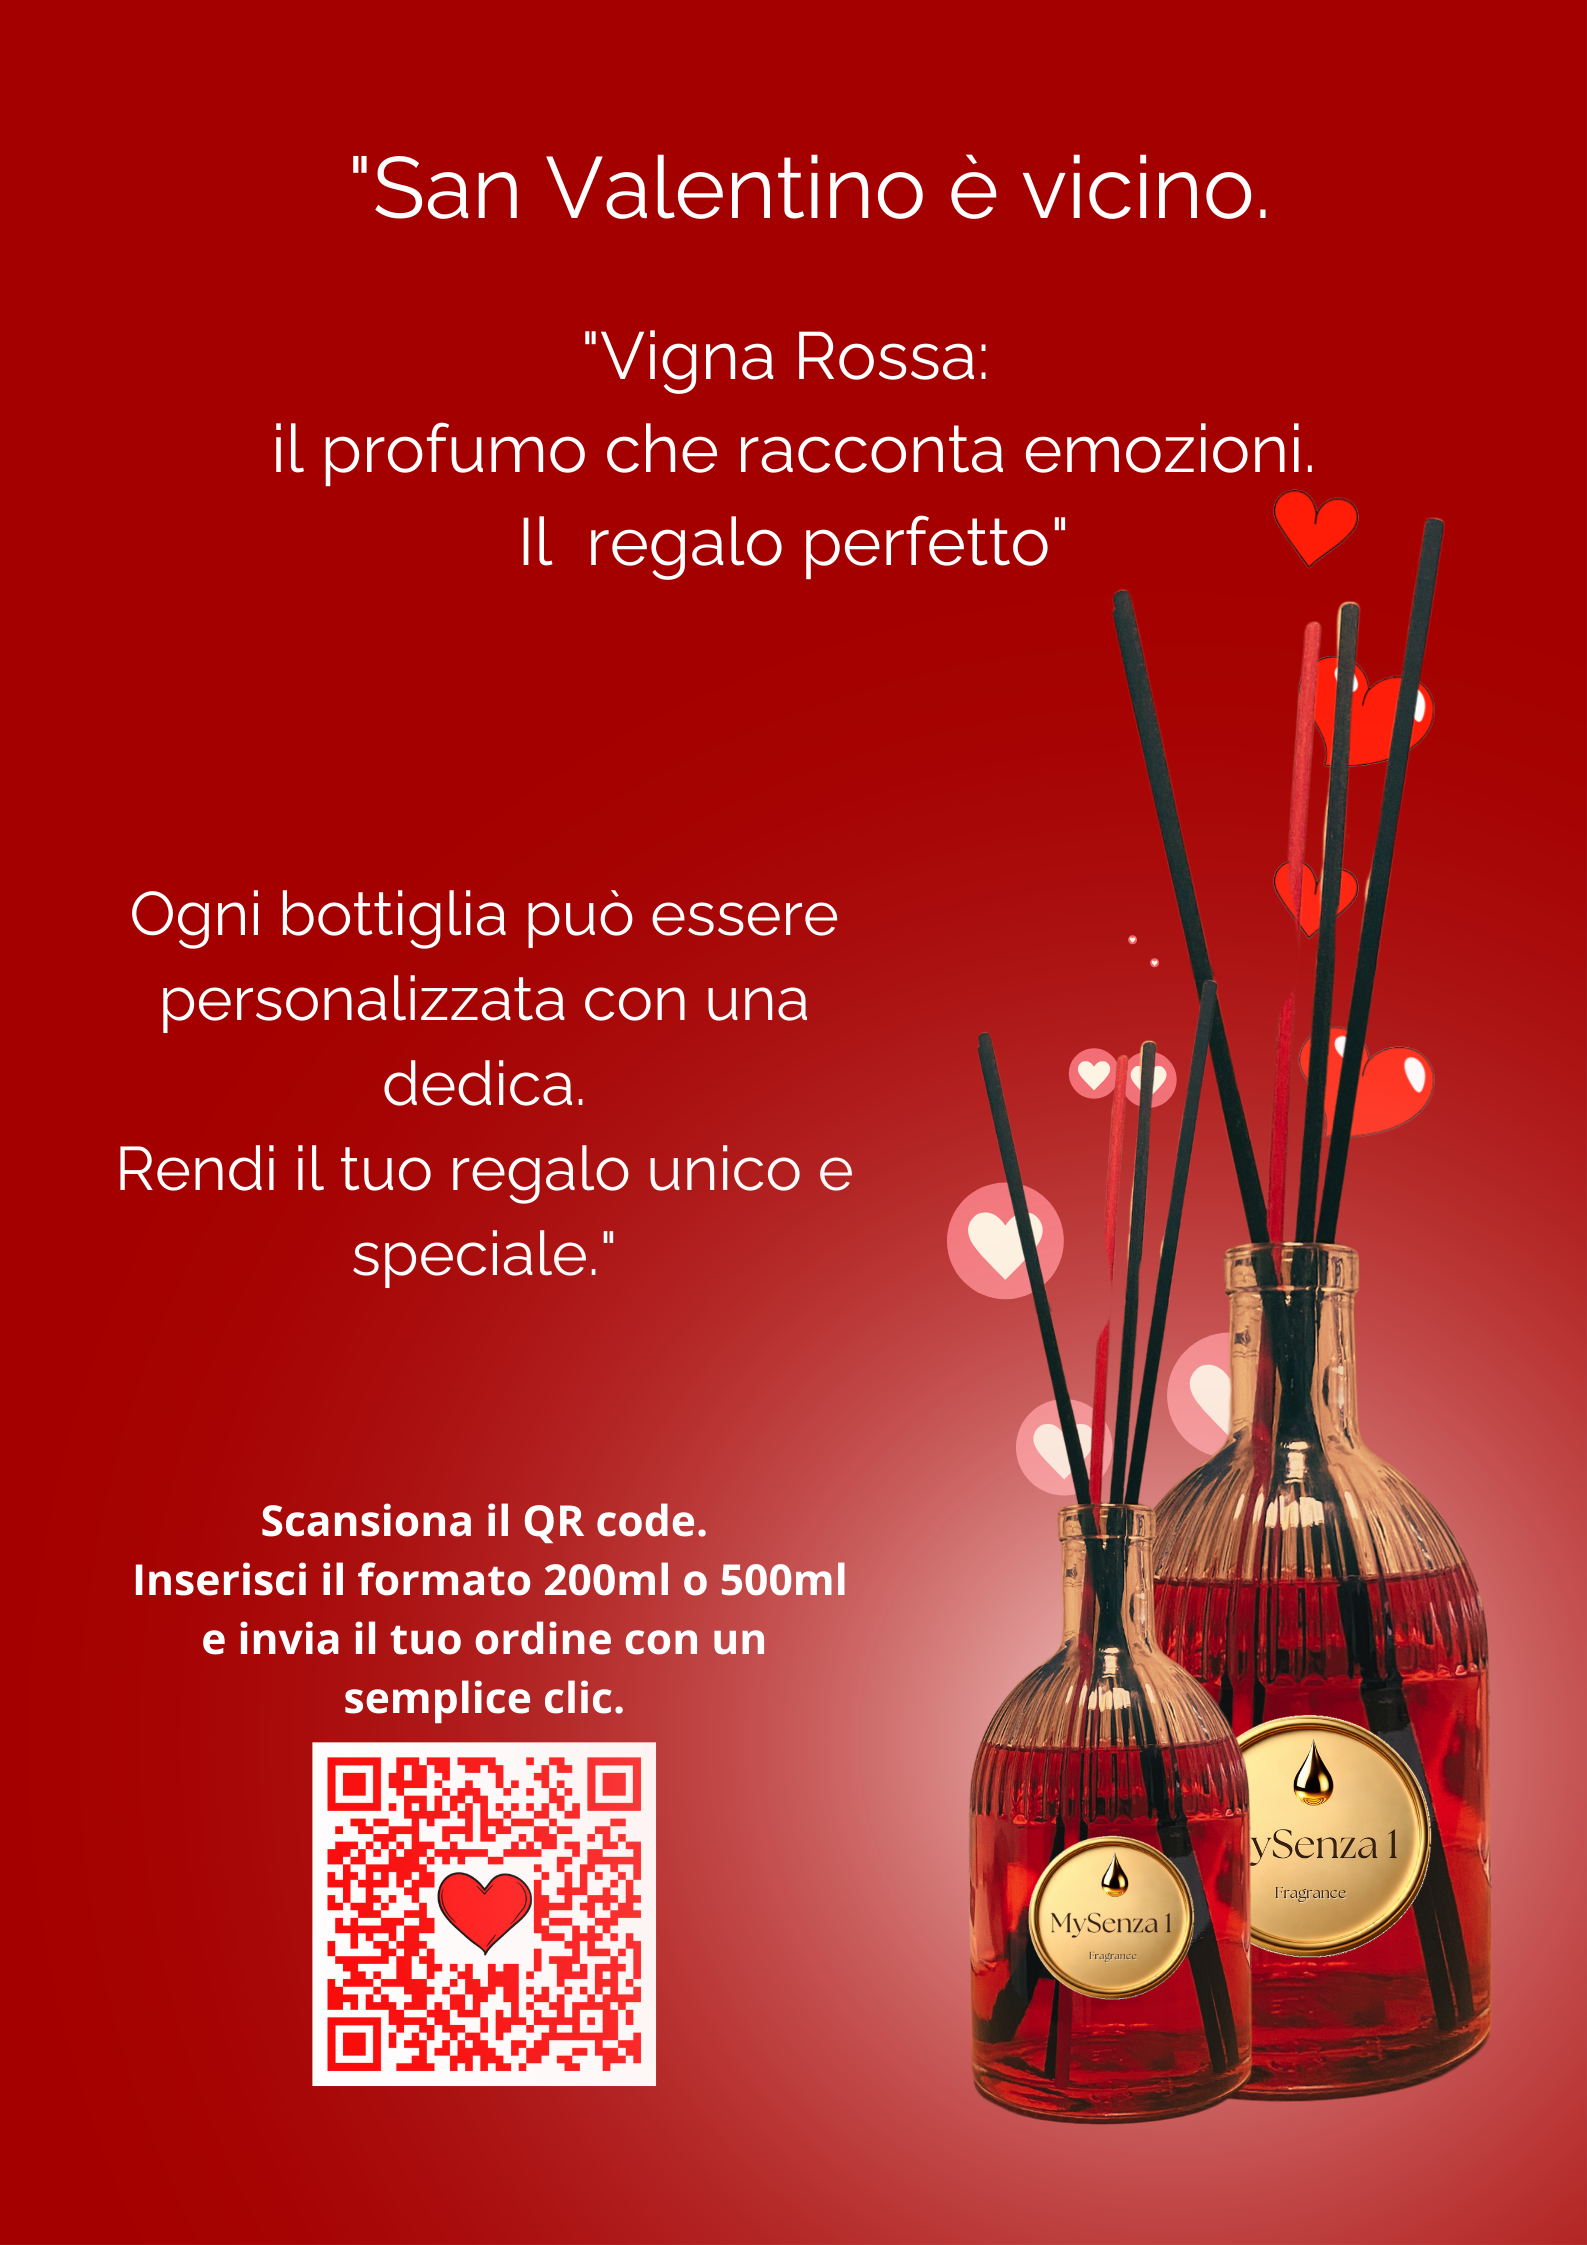 "San Valentino è vicino.
"Vigna Rossa:
il profumo che racconta emozioni.
Il  regalo perfetto"
Ogni bottiglia può essere
personalizzata con una
dedica.
Rendi il tuo regalo unico e
speciale."
Scansiona il QR code.
Inserisci il formato 200ml o 500ml
e invia il tuo ordine con un
semplice clic.
MySenza 1
Fragrance
ySenza 1
Fragrance